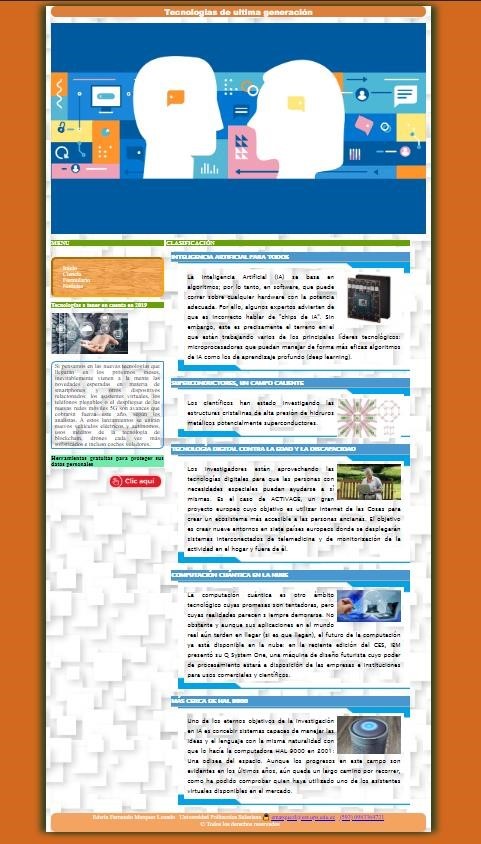 Tecnologías de ultima generación
MENU
CLASIFICACIÓN
Inicio
Ciencia
Formulario
Noticias
Tecnologías a tener en cuenta en 2019
Si pensamos en las nuevas tecnologías que
llegarán en los próximos meses,
inevitablemente vienen a la mente las
novedades esperadas en materia de
smartphones y otros dispositivos
relacionados: los asistentes virtuales, los
teléfonos plegables o el despliegue de las
nuevas redes móviles 5G son avances que
cobrará fuerza este año, según los
analistas. A estos lanzamientos se unirán
nuevos vehículos eléctricos y autónomos,
usos inéditos de la tecnología de
blockchain, drones cada vez más
sofisticados e incluso coches voladores.
Herramientas gratuitas para proteger sus
datos personales
Clic aquí
INTELIGENCIA ARTIFICIAL PARA TODOS
La Inteligencia Artificial (IA) se basa en
algoritmos; por lo tanto, en software, que puede
correr sobre cualquier hardware con la potencia
adecuada. Por ello, algunos expertos advierten de
que es incorrecto hablar de "chips de IA". Sin
embargo, éste es precisamente el terreno en el
que están trabajando varios de los principales líderes tecnológicos:
microprocesadores que puedan manejar de forma más eficaz algoritmos
de IA como los de aprendizaje profundo (deep learning).
SUPERCONDUCTORES, UN CAMPO CALIENTE
Los científicos han estado investigando las
estructuras cristalinas de alta presión de hidruros
metálicos potencialmente superconductores.
TECNOLOGÍA DIGITAL CONTRA LA EDAD Y LA DISCAPACIDAD
Los investigadores están aprovechando las
tecnologías digitales para que las personas con
necesidades especiales puedan ayudarse a sí
mismas. Es el caso de ACTIVAGE, un gran
proyecto europeo cuyo objetivo es utilizar Internet de las Cosas para
crear un ecosistema más accesible a las personas ancianas. El objetivo
es crear nueve entornos en siete países europeos donde se desplegarán
sistemas interconectados de telemedicina y de monitorización de la
actividad en el hogar y fuera de él.
COMPUTACIÓN CUÁNTICA EN LA NUBE
La computación cuántica es otro ámbito
tecnológico cuyas promesas son tentadoras, pero
cuyas realidades parecen siempre demorarse. No
obstante y aunque sus aplicaciones en el mundo
real aún tarden en llegar (si es que llegan), el futuro de la computación
ya está disponible en la nube: en la reciente edición del CES, IBM
presentó su Q System One, una máquina de diseño futurista cuyo poder
de procesamiento estará a disposición de las empresas e instituciones
para usos comerciales y científicos.
MÁS CERCA DE HAL 9000
Uno de los eternos objetivos de la investigación
en IA es concebir sistemas capaces de manejar las
ideas y el lenguaje con la misma naturalidad con
que lo hacía la computadora HAL 9000 en 2001:
Una odisea del espacio. Aunque los progresos en este campo son
evidentes en los últimos años, aún queda un largo camino por recorrer,
como ha podido comprobar quien haya utilizado uno de los asistentes
virtuales disponibles en el mercado.
Edwin Fernando Marquez Universidad Politécnica Salesiana
© Todos los derechos reservados